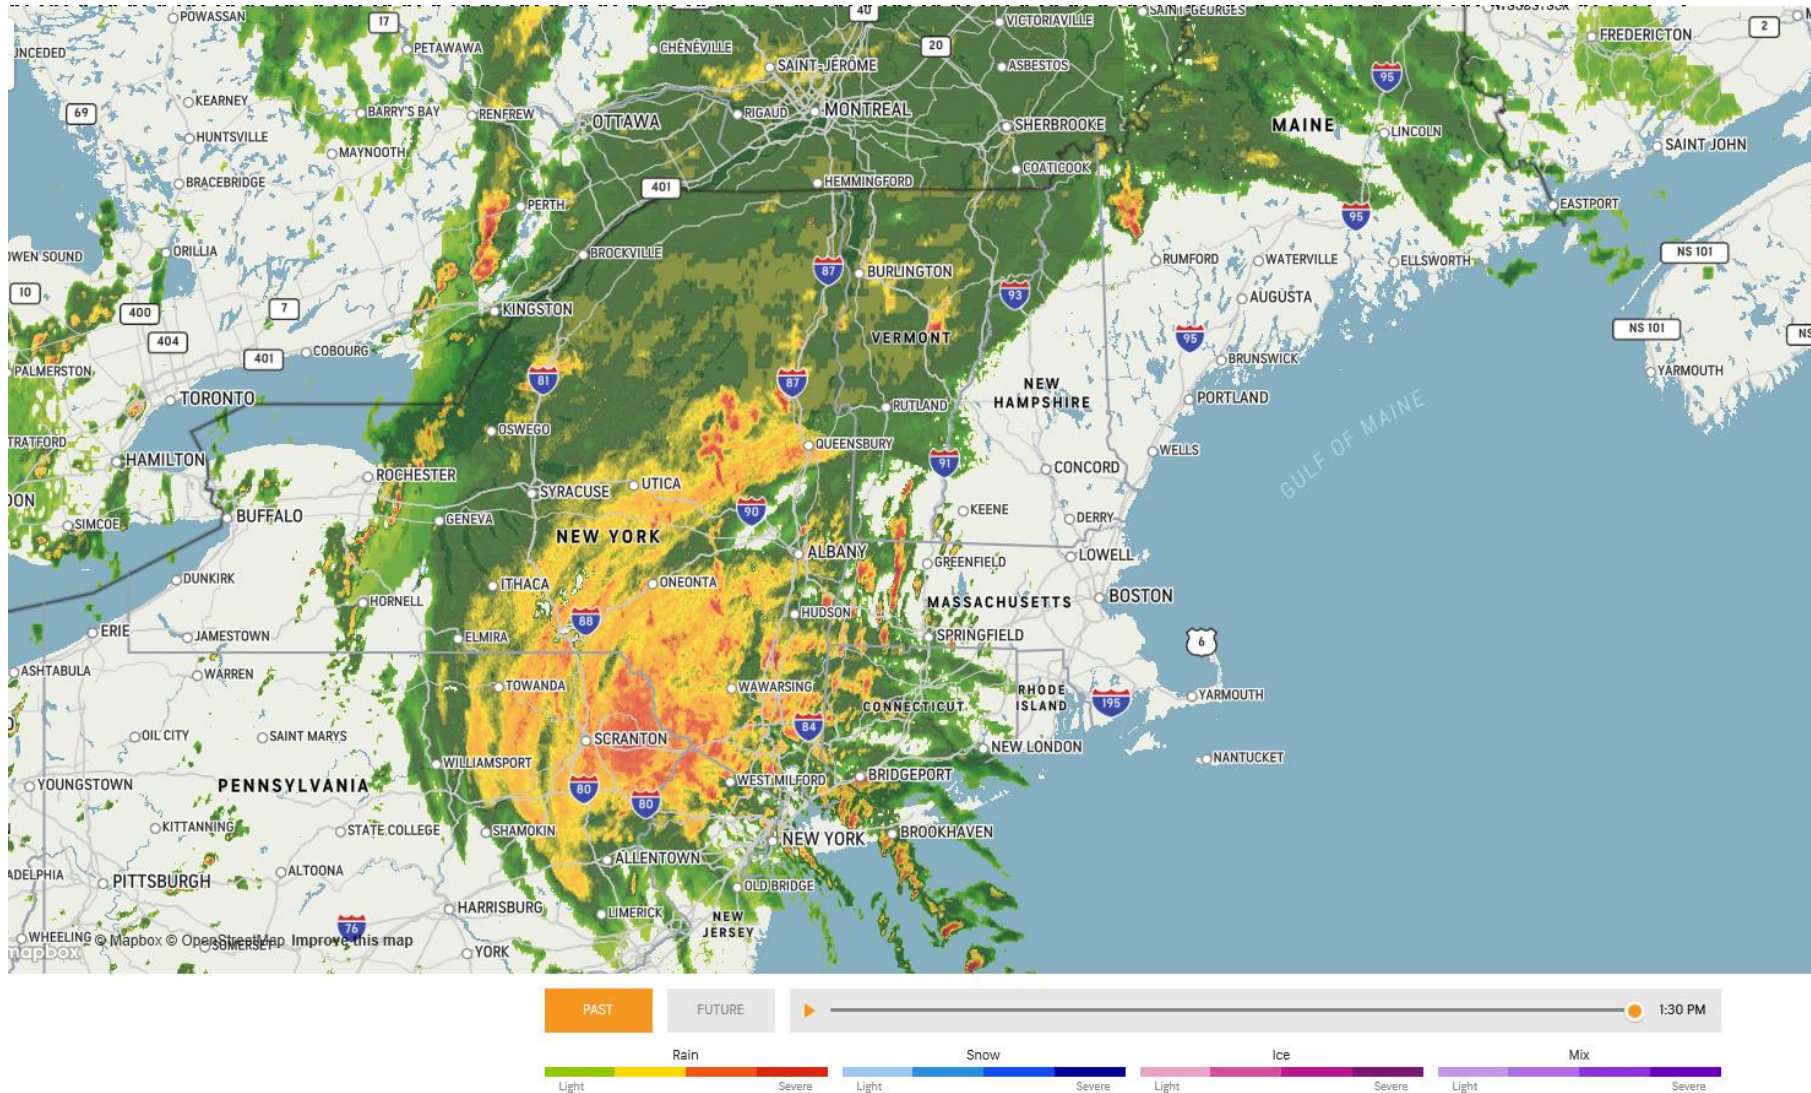 POWASSAN
17
40
VICTORIAVILLE
SAINT-GEORGES
2
FREDERICTON
PETAWAWA
CHÉNÉVILLE
20
SAINT-JÉRÔME
ASBESTOS
95
69
KEARNEY
BARRY'S BAY
RENFREW
OTTAWA
RIGAUD
MONTREAL
SHERBROOKE
MAINE
LINCOLN
HUNTSVILLE
MAYNOOTH
SAINT JOHN
BRACEBRIDGE
401
HEMMINGFORD
COATICOOK
PERTH
95
EASTPORT
OWEN SOUND
ORILLIA
BROCKVILLE
87
BURLINGTON
RUMFORD
WATERVILLE
ELLSWORTH
NS 101
10
400
7
KINGSTON
93
AUGUSTA
404
401
COBOURG
VERMONT
95
NS 101
BRUNSWICK
PALMERSTON
81
87
NEW
HAMPSHIRE
YARMOUTH
TORONTO
RUTLAND
PORTLAND
GULF OF MAINE
OSWEGO
QUEENSBURY
WELLS
HAMILTON
ROCHESTER
91
CONCORD
SYRACUSE
UTICA
SIMCOE
BUFFALO
GENEVA
90
KEENE
DERRY
NEW YORK
ALBANY
GREENFIELD
LOWELL
DUNKIRK
ITHACA
ONEONTA
HORNELL
88
HUDSON
MASSACHUSETTS
BOSTON
ERIE
JAMESTOWN
ELMIRA
SPRINGFIELD
6
ASHTABULA
WARREN
TOWANDA
WAWARSING
CONNECTICUT
RHODE
ISLAND
195
YARMOUTH
OIL CITY
SAINT MARYS
SCRANTON
84
NEW LONDON
NANTUCKET
YOUNGSTOWN
PENNSYLVANIA
WILLIAMSPORT
80
80
WEST MILFORD
BRIDGEPORT
KITTANNING
STATE COLLEGE
SHAMOKIN
NEW YORK
BROOKHAVEN
ALLENTOWN
PITTSBURGH
ALTOONA
OLD BRIDGE
HARRISBURG
LIMERICK
NEW
JERSEY
76
WHEELING
© Mapbox © OpenStreetMap Improve this map
SOMERSET
YORK
mapbox
PAST
FUTURE
1:30 PM
Rain
Snow
Ice
Mix
Light
Severe
Light
Severe
Light
Severe
Light
Severe